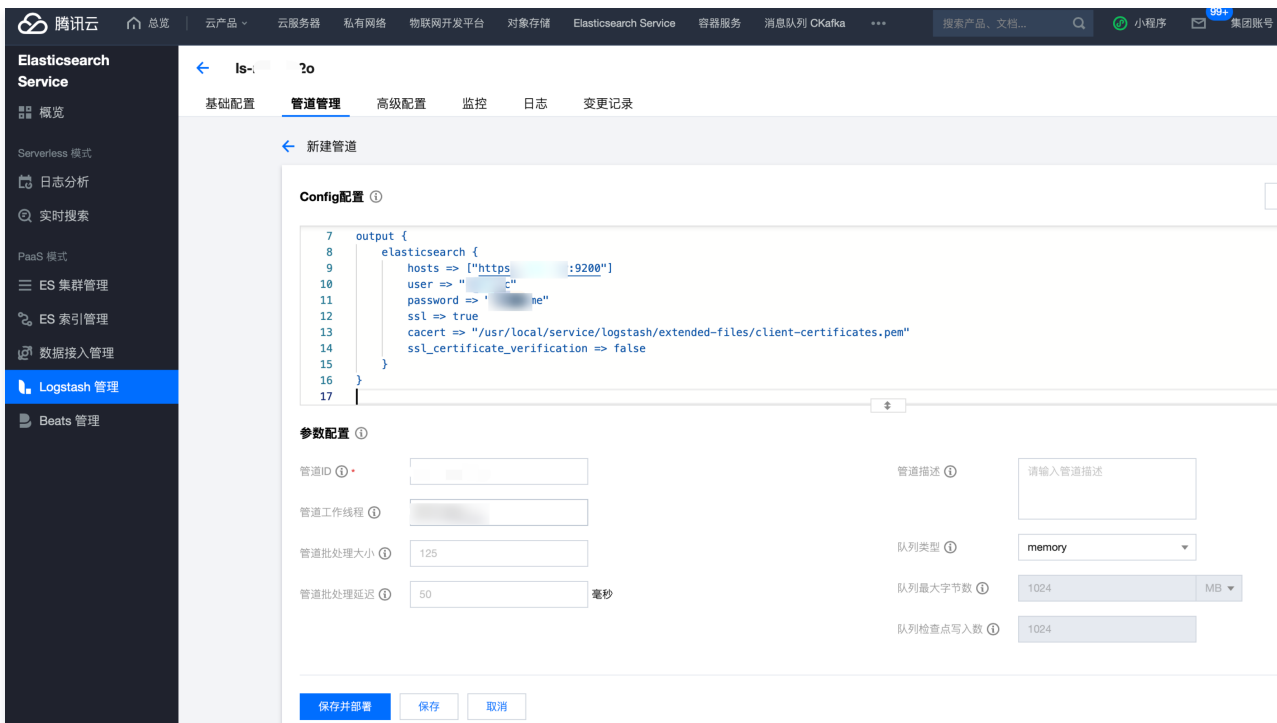 腾讯云 总览 云产品 云服务器 私有网络 物联网开发平台 对象存储 Elasticsearch Service 容器服务 消息队列 CKafka ••• 搜索产品、文档... 小程序 99+ 集团账号
Elasticsearch Service
概览
Serverless 模式
日志分析
实时搜索
PaaS 模式
ES 集群管理
ES 索引管理
数据接入管理
Logstash 管理
Beats 管理
ls- 2o
基础配置 管道管理 高级配置 监控 日志 变更记录
新建管道
Config配置
7 output {
8 elasticsearch {
9 hosts => ["https :9200"]
10 user => " c"
11 password => " me"
12 ssl => true
13 cacert => "/usr/local/service/logstash/extended-files/client-certificates.pem"
14 ssl_certificate_verification => false
15 }
16 }
17
参数配置
管道ID *
管道描述 请输入管道描述
管道工作线程
管道批处理大小 125
队列类型 memory
管道批处理延迟 50 毫秒
队列最大字节数 1024 MB
队列检查点写入数 1024
保存并部署 保存 取消